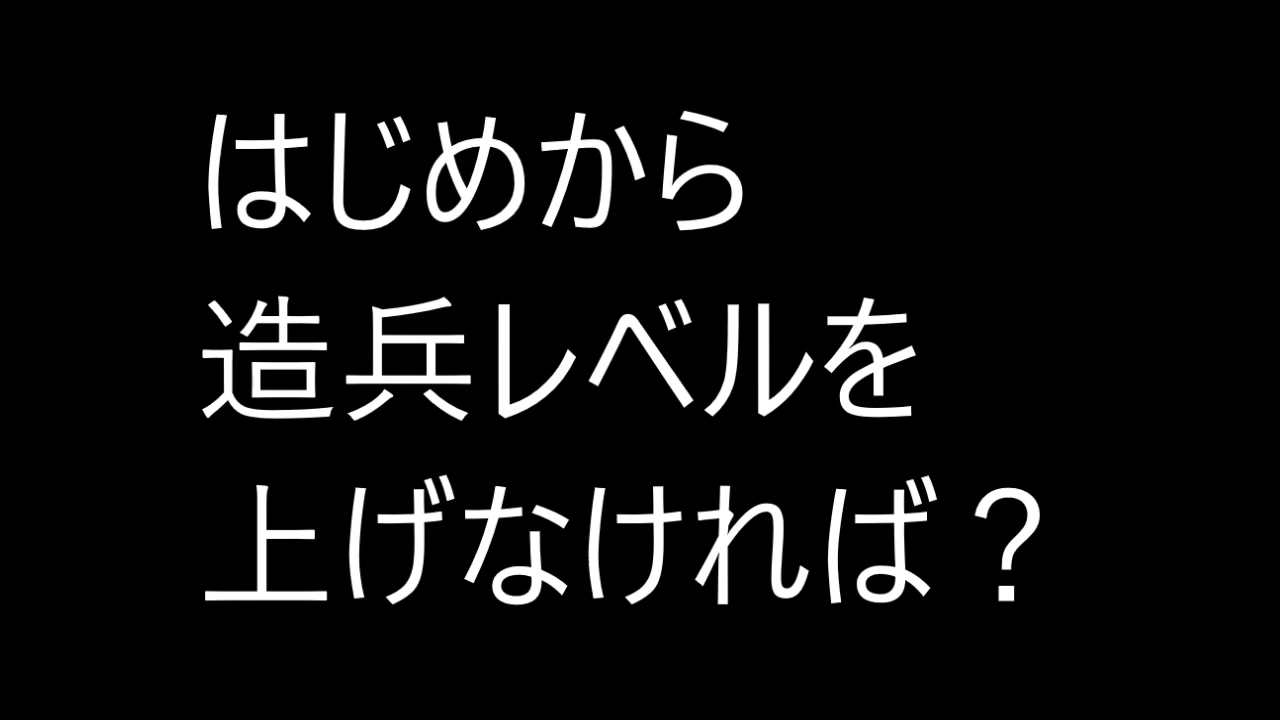 はじめから
造兵レベルを
上げなければ？